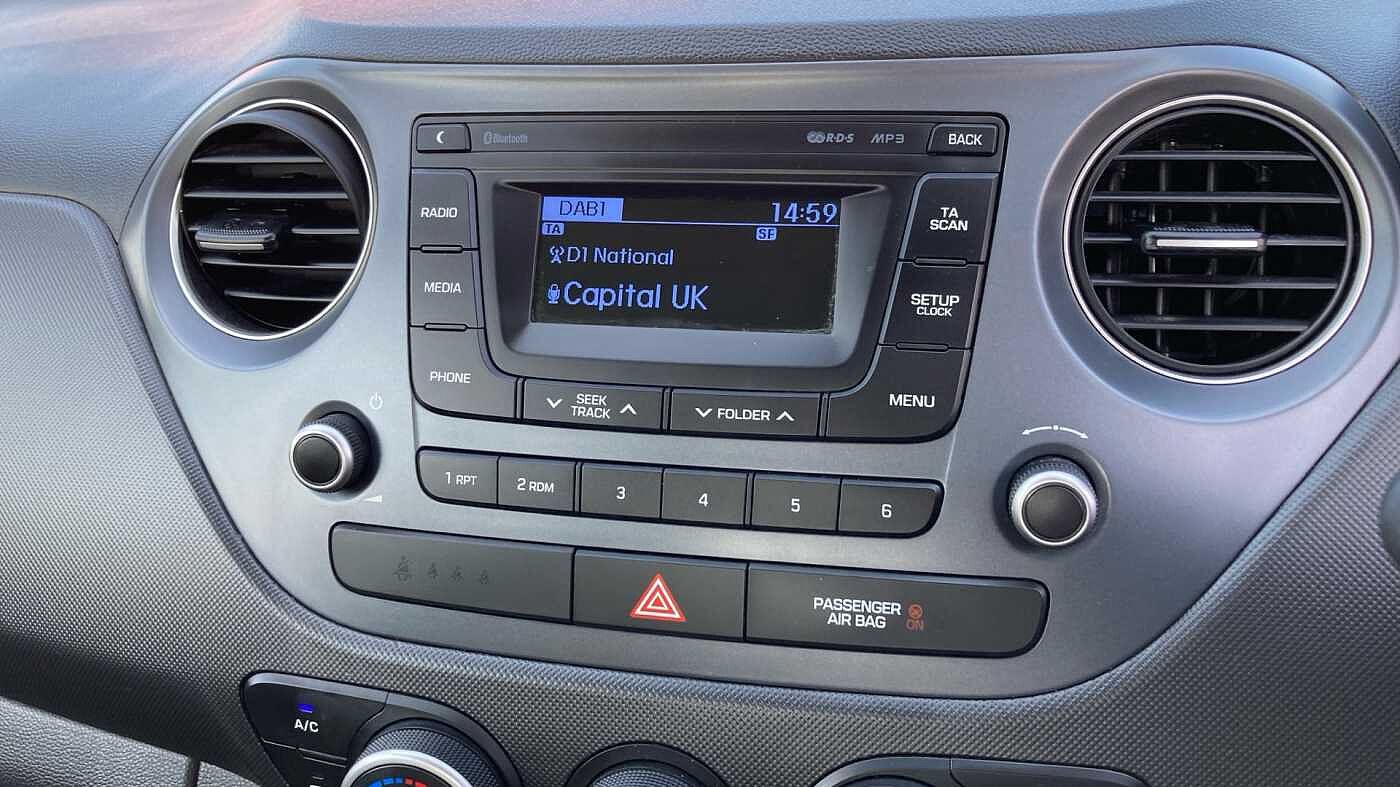 Bluetooth
R·D·S
MP3
BACK
RADIO
DAB1
14:59
TA
SCAN
TA
SF
D1 National
MEDIA
Capital UK
SETUP
CLOCK
PHONE
SEEK
TRACK
FOLDER
MENU
1 RPT
2 RDM
3
4
5
6
PASSENGER
AIR BAG
ON
A/C